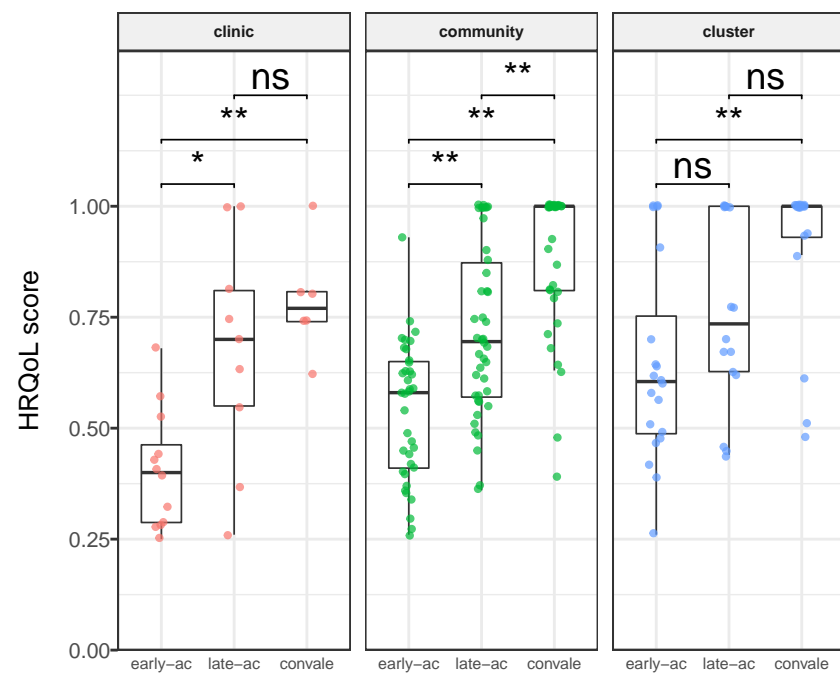 clinic community cluster
ns ** ns
** ** **
* ** ns
HRQoL score
1.00
0.75
0.50
0.25
0.00
early−ac late−ac convale early−ac late−ac convale early−ac late−ac convale